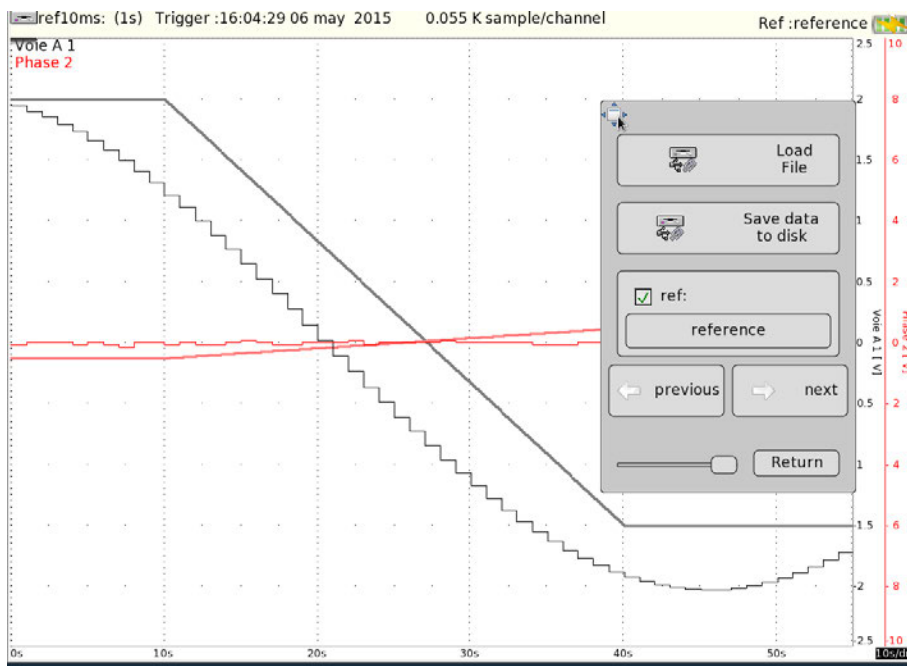 ref10ms: (1s) Trigger :16:04:29 06 may 2015 0.055 K sample/channel Ref :reference
Voie A 1
Phase 2
2.5 10
2 8
1.5 6
1 4
0.5 2
0 0
0.5 - 2
1 - 4
1.5 - 6
-2 - 8
-2.5 -10
Voie A 1 [ V]
Load
File
Save data
to disk
ref:
reference
previous next
Return
0s 10s 20s 30s 40s 50s